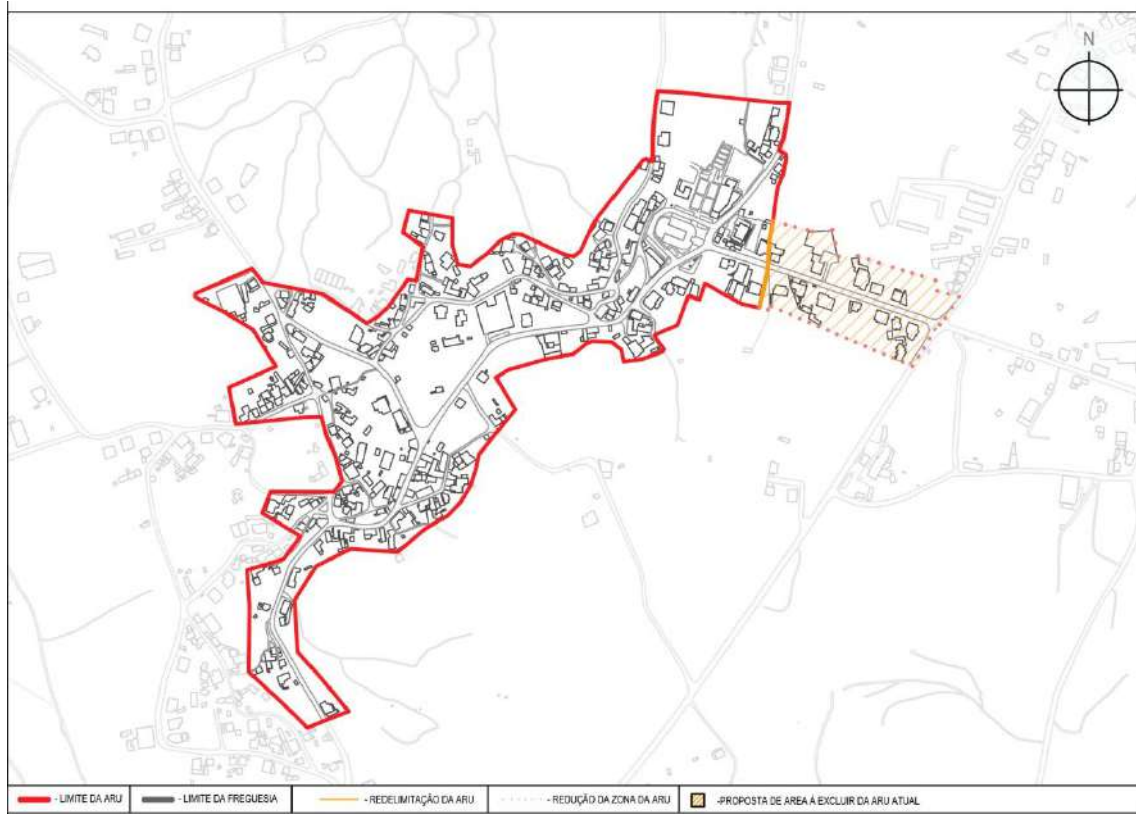 N
- LIMITE DA ARU
- LIMITE DA FREGUESIA
- REDELIMITAÇÃO DA ARU
- REDUÇÃO DA ZONA DA ARU
-PROPOSTA DE AREA À EXCLUIR DA ARU ATUAL